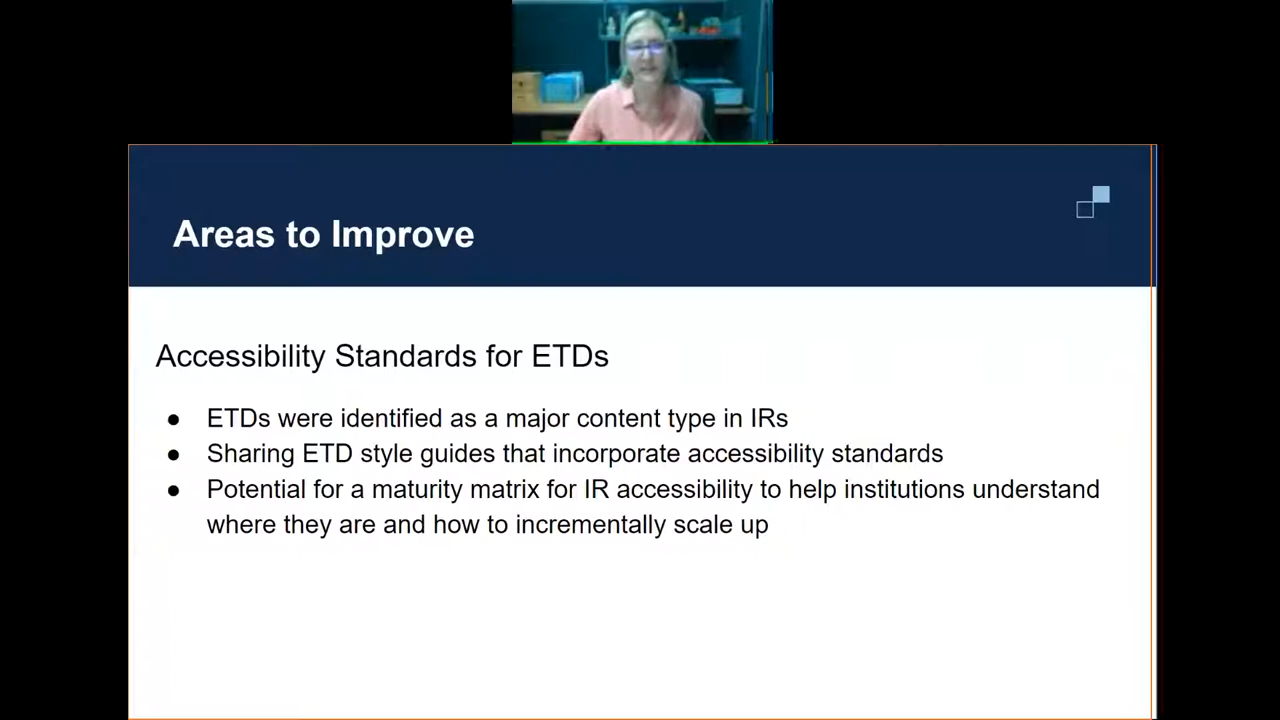 Areas to Improve
Accessibility Standards for ETDs
● ETDs were identified as a major content type in IRs
● Sharing ETD style guides that incorporate accessibility standards
● Potential for a maturity matrix for IR accessibility to help institutions understand
where they are and how to incrementally scale up